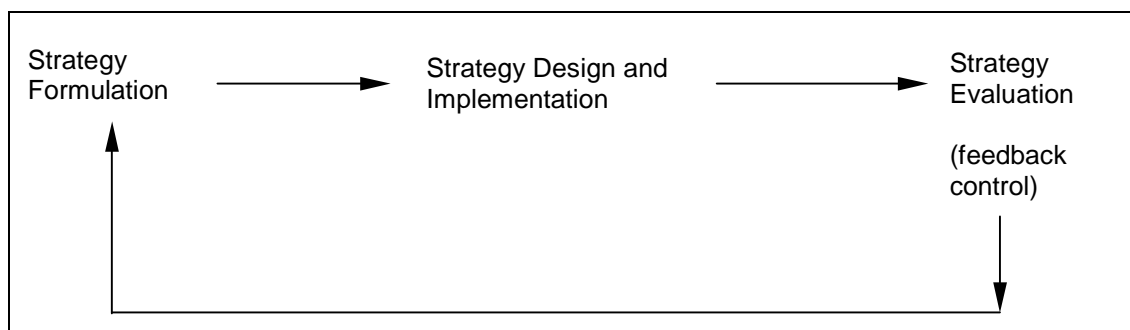 Strategy
Formulation
Strategy Design and
Implementation
Strategy
Evaluation
(feedback
control)